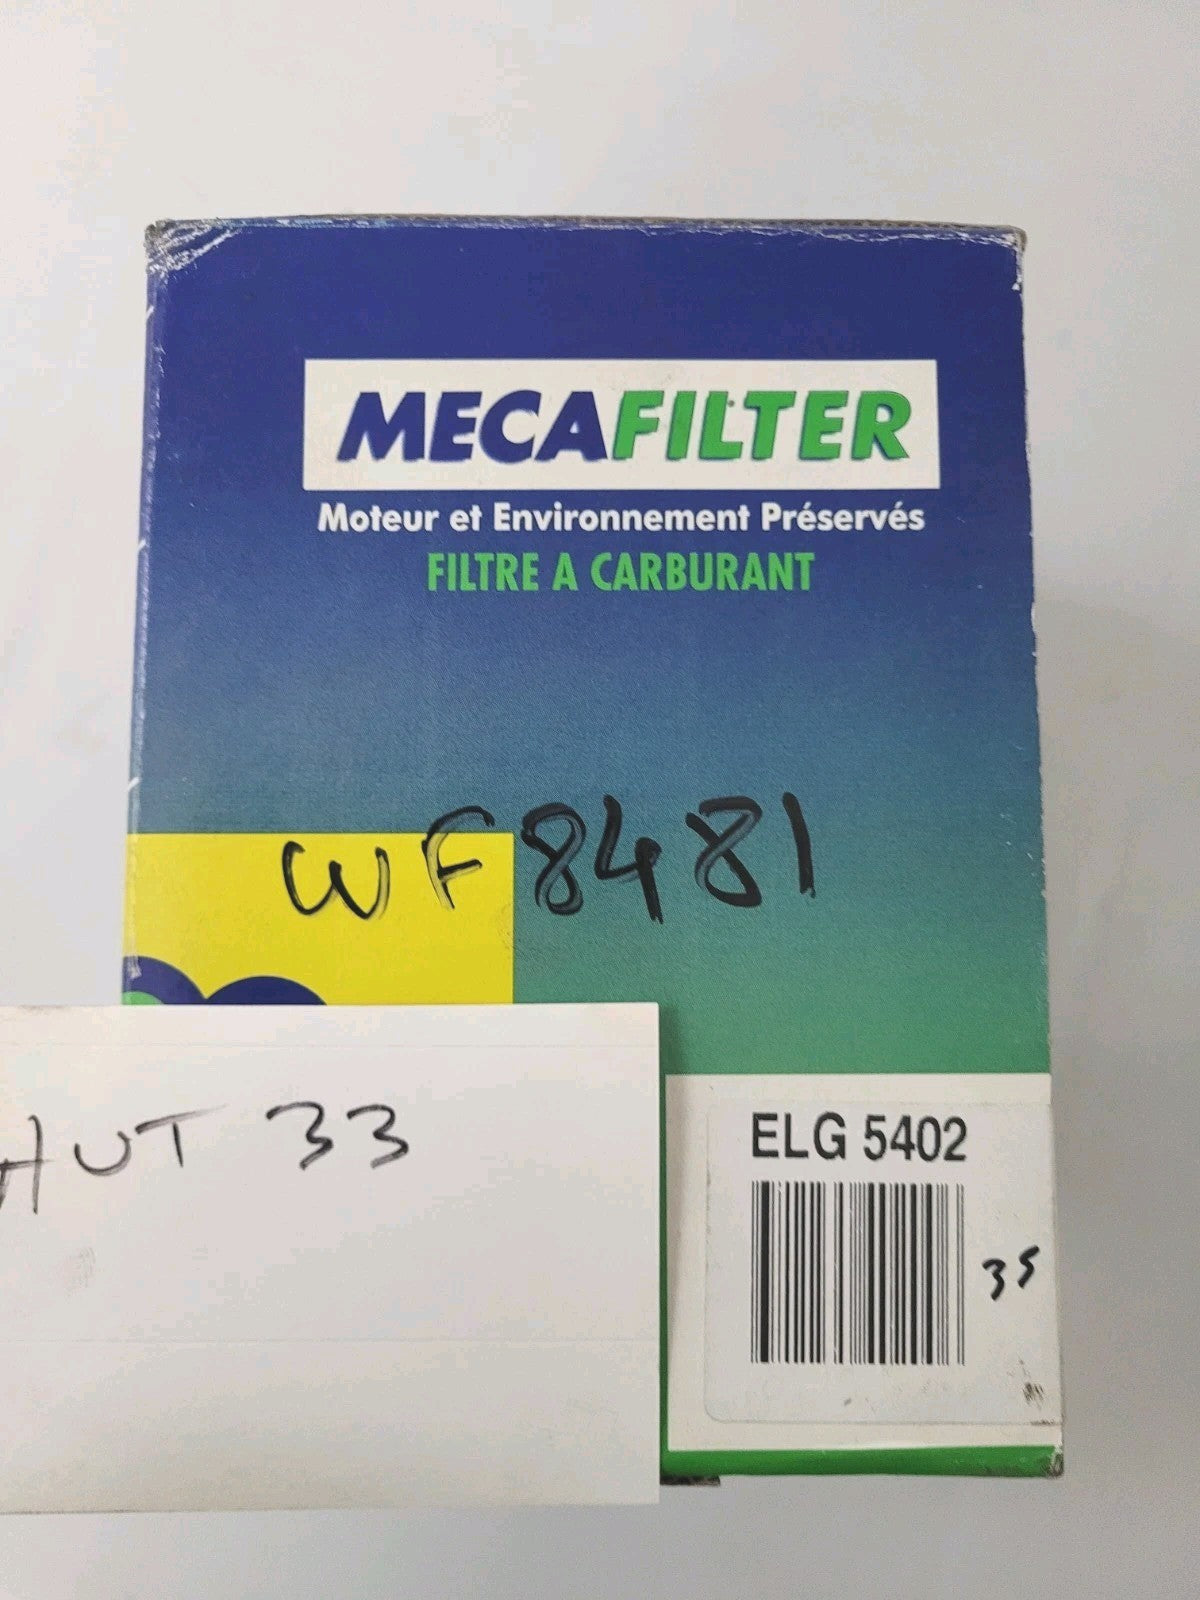 MECAFILTER
Moteur et Environnement Préservés
FILTRE A CARBURANT
WF8481
HUT 33
ELG 5402
35